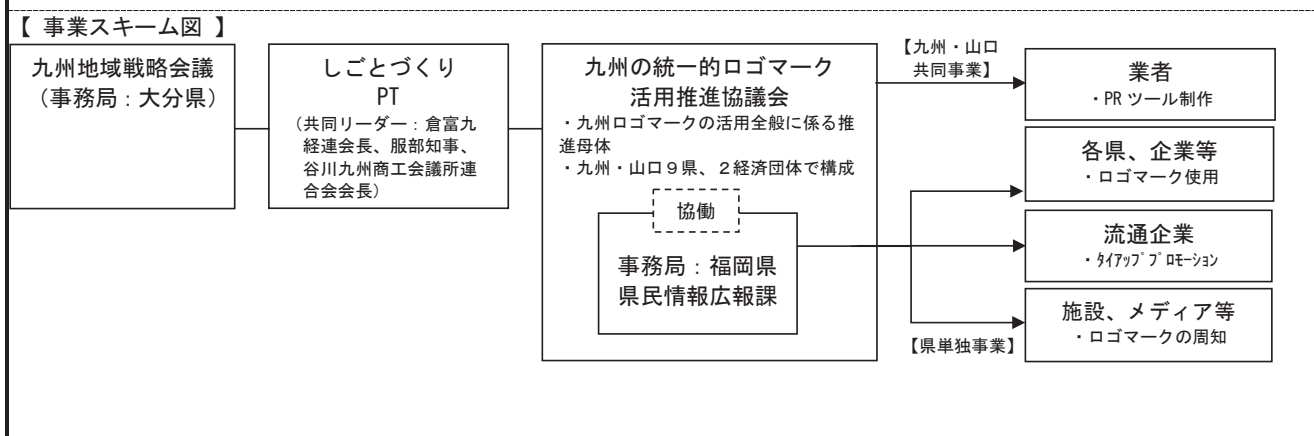 【 事業スキーム図 】
九州地域戦略会議
（事務局：大分県）
しごとづくり
PT
（共同リーダー：倉富九
経連会長、服部知事、
谷川九州商工会議所連
合会会長）
九州の統一的ロゴマーク
活用推進協議会
・九州ロゴマークの活用全般に係る推
進母体
・九州・山口９県、２経済団体で構成
協働
事務局：福岡県
県民情報広報課
【九州・山口
共同事業】
【県単独事業】
業者
・PR ツール制作
各県、企業等
・ロゴマーク使用
流通企業
・ﾀｲｱｯﾌﾟﾌﾟﾛﾓｰｼｮﾝ
施設、メディア等
・ロゴマークの周知